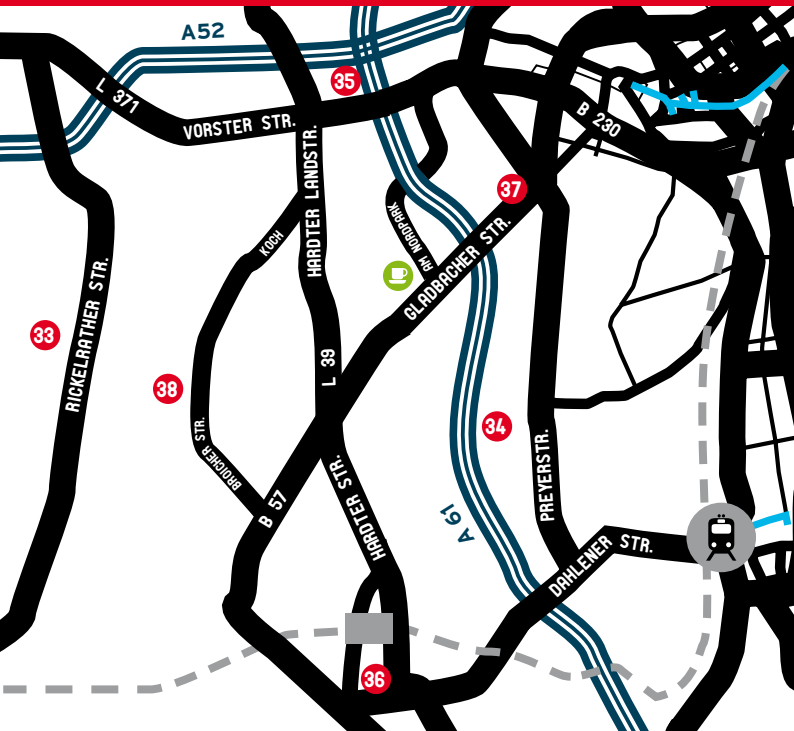 A52
35
L 371
VORSTER STR.
B 230
HARDTER LANDSTR.
37
KOCH
AM NORDPARK
GLADBACHER STR.
RICKELRATHER STR.
33
L 39
38
34
STR.
BROICHER
PREYERSTR.
HARDTER STR.
B 57
A 61
DAHLENER STR.
36